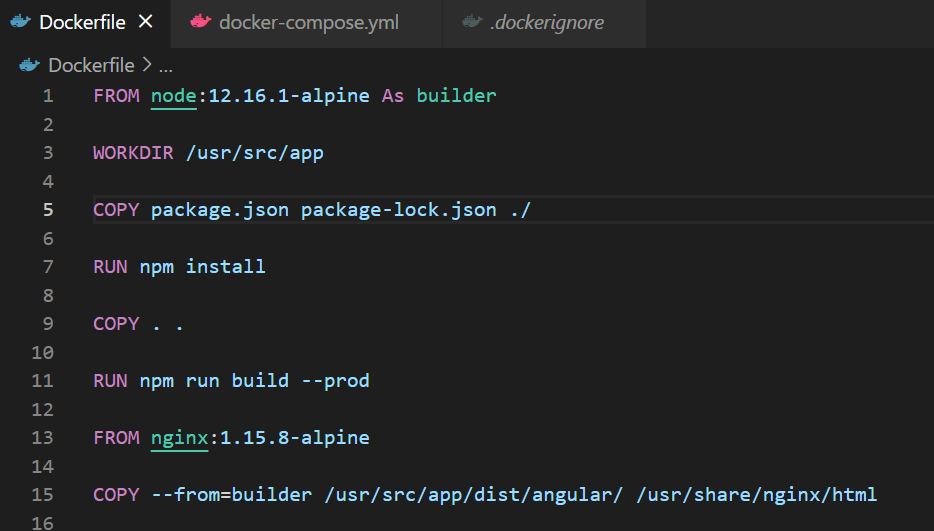 Dockerfile docker-compose.yml .dockerignore
Dockerfile > ...
1 FROM node:12.16.1-alpine As builder
2
3 WORKDIR /usr/src/app
4
5 COPY package.json package-lock.json ./
6
7 RUN npm install
8
9 COPY . .
10
11 RUN npm run build --prod
12
13 FROM nginx:1.15.8-alpine
14
15 COPY --from=builder /usr/src/app/dist/angular/ /usr/share/nginx/html
16